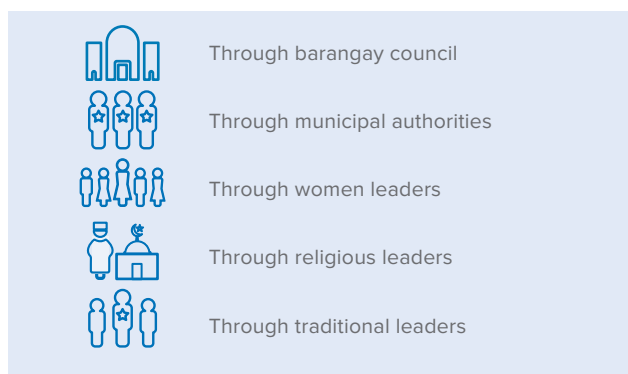 Through barangay council
Through municipal authorities
Through women leaders
Through religious leaders
Through traditional leaders